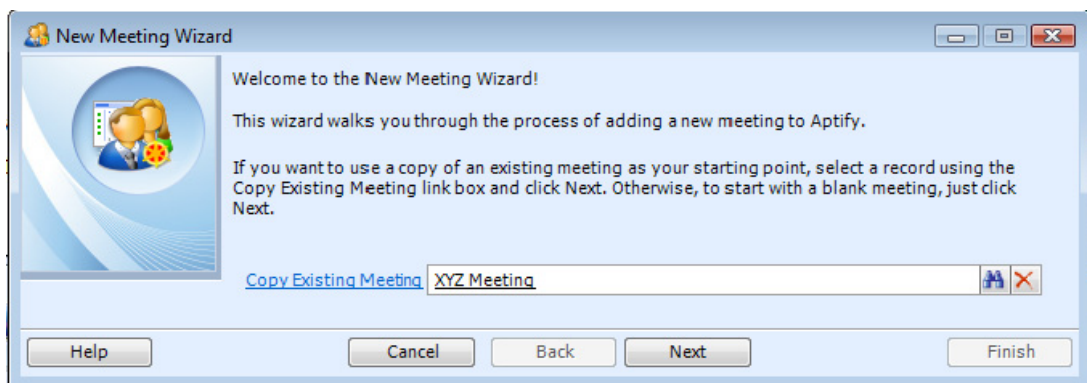 New Meeting Wizard
Welcome to the New Meeting Wizard!
This wizard walks you through the process of adding a new meeting to Aptify.
If you want to use a copy of an existing meeting as your starting point, select a record using the
Copy Existing Meeting link box and click Next. Otherwise, to start with a blank meeting, just click
Next.
Copy Existing Meeting XYZ Meeting
Help Cancel Back Next Finish